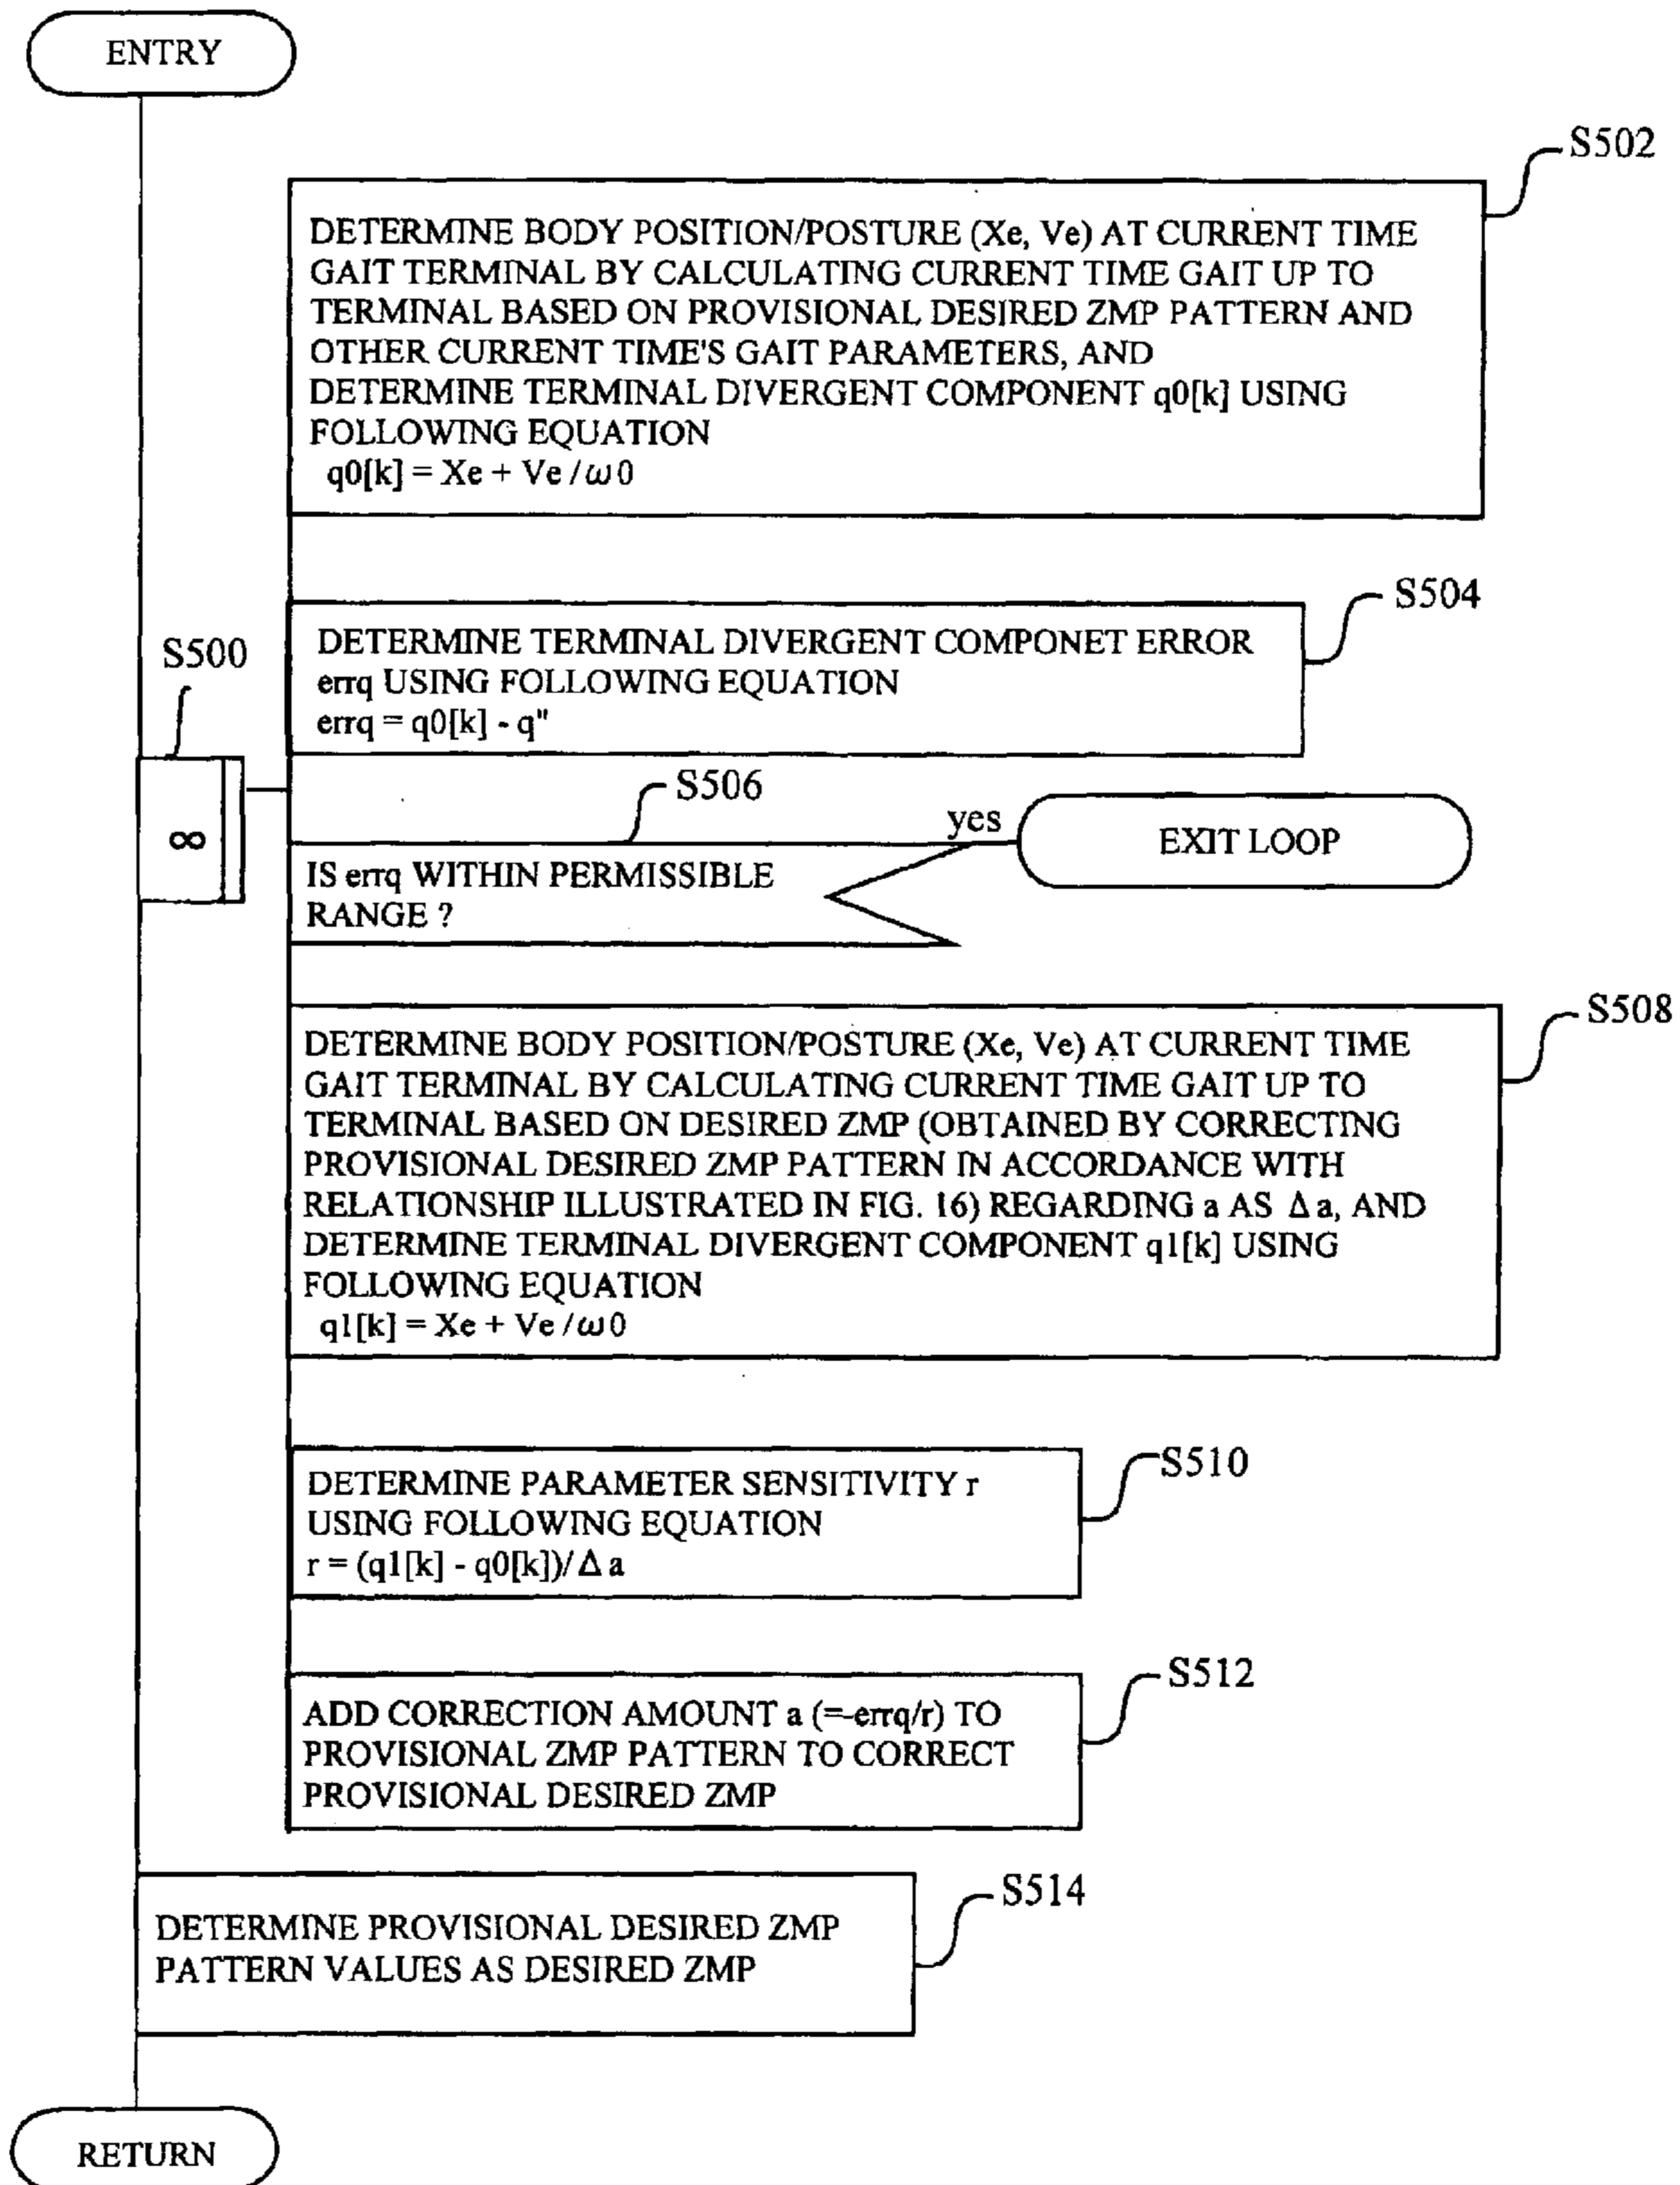 ENTRY
S502
DETERMINE BODY POSITION/POSTURE (Xe, Ve) AT CURRENT TIME
GAIT TERMINAL BY CALCULATING CURRENT TIME GAIT UP TO
TERMINAL BASED ON PROVISIONAL DESIRED ZMP PATTERN AND
OTHER CURRENT TIME'S GAIT PARAMETERS, AND
DETERMINE TERMINAL DIVERGENT COMPONENT q0[k] USING
FOLLOWING EQUATION
q0[k] = Xe + Ve / ω0
S504
DETERMINE TERMINAL DIVERGENT COMPONET ERROR
errq USING FOLLOWING EQUATION
errq = q0[k] - q"
S500
∞
S506
yes
EXIT LOOP
IS errq WITHIN PERMISSIBLE
RANGE ?
S508
DETERMINE BODY POSITION/POSTURE (Xe, Ve) AT CURRENT TIME
GAIT TERMINAL BY CALCULATING CURRENT TIME GAIT UP TO
TERMINAL BASED ON DESIRED ZMP (OBTAINED BY CORRECTING
PROVISIONAL DESIRED ZMP PATTERN IN ACCORDANCE WITH
RELATIONSHIP ILLUSTRATED IN FIG. 16) REGARDING a AS Δa, AND
DETERMINE TERMINAL DIVERGENT COMPONENT q1[k] USING
FOLLOWING EQUATION
q1[k] = Xe + Ve / ω0
S510
DETERMINE PARAMETER SENSITIVITY r
USING FOLLOWING EQUATION
r = (q1[k] - q0[k])/Δa
S512
ADD CORRECTION AMOUNT a (=-errq/r) TO
PROVISIONAL ZMP PATTERN TO CORRECT
PROVISIONAL DESIRED ZMP
S514
DETERMINE PROVISIONAL DESIRED ZMP
PATTERN VALUES AS DESIRED ZMP
RETURN